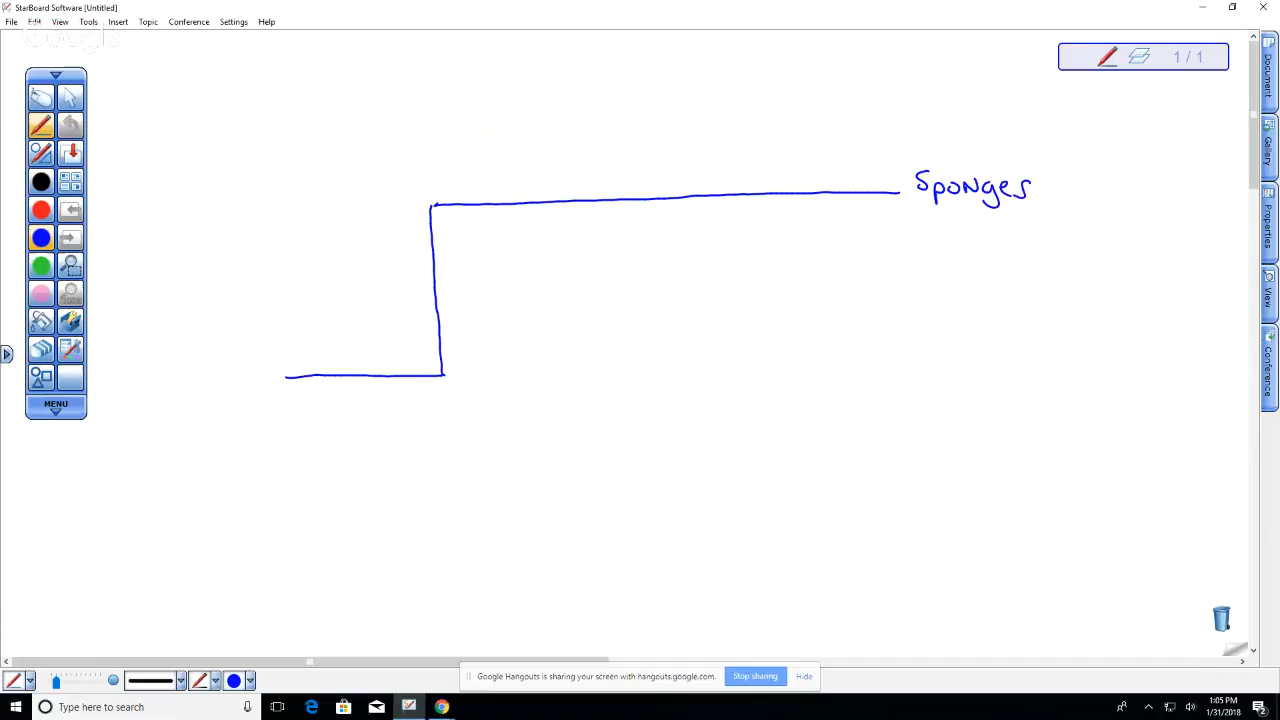 StarBoard Software [Untitled]
File Edit View Tools Insert Topic Conference Settings Help
Google
1 / 1
Document
Gallery
Properties
View
Conference
Sponges
MENU
Google Hangouts is sharing your screen with hangouts.google.com.
Stop sharing
Hide
Type here to search
1:05 PM
1/31/2018
2